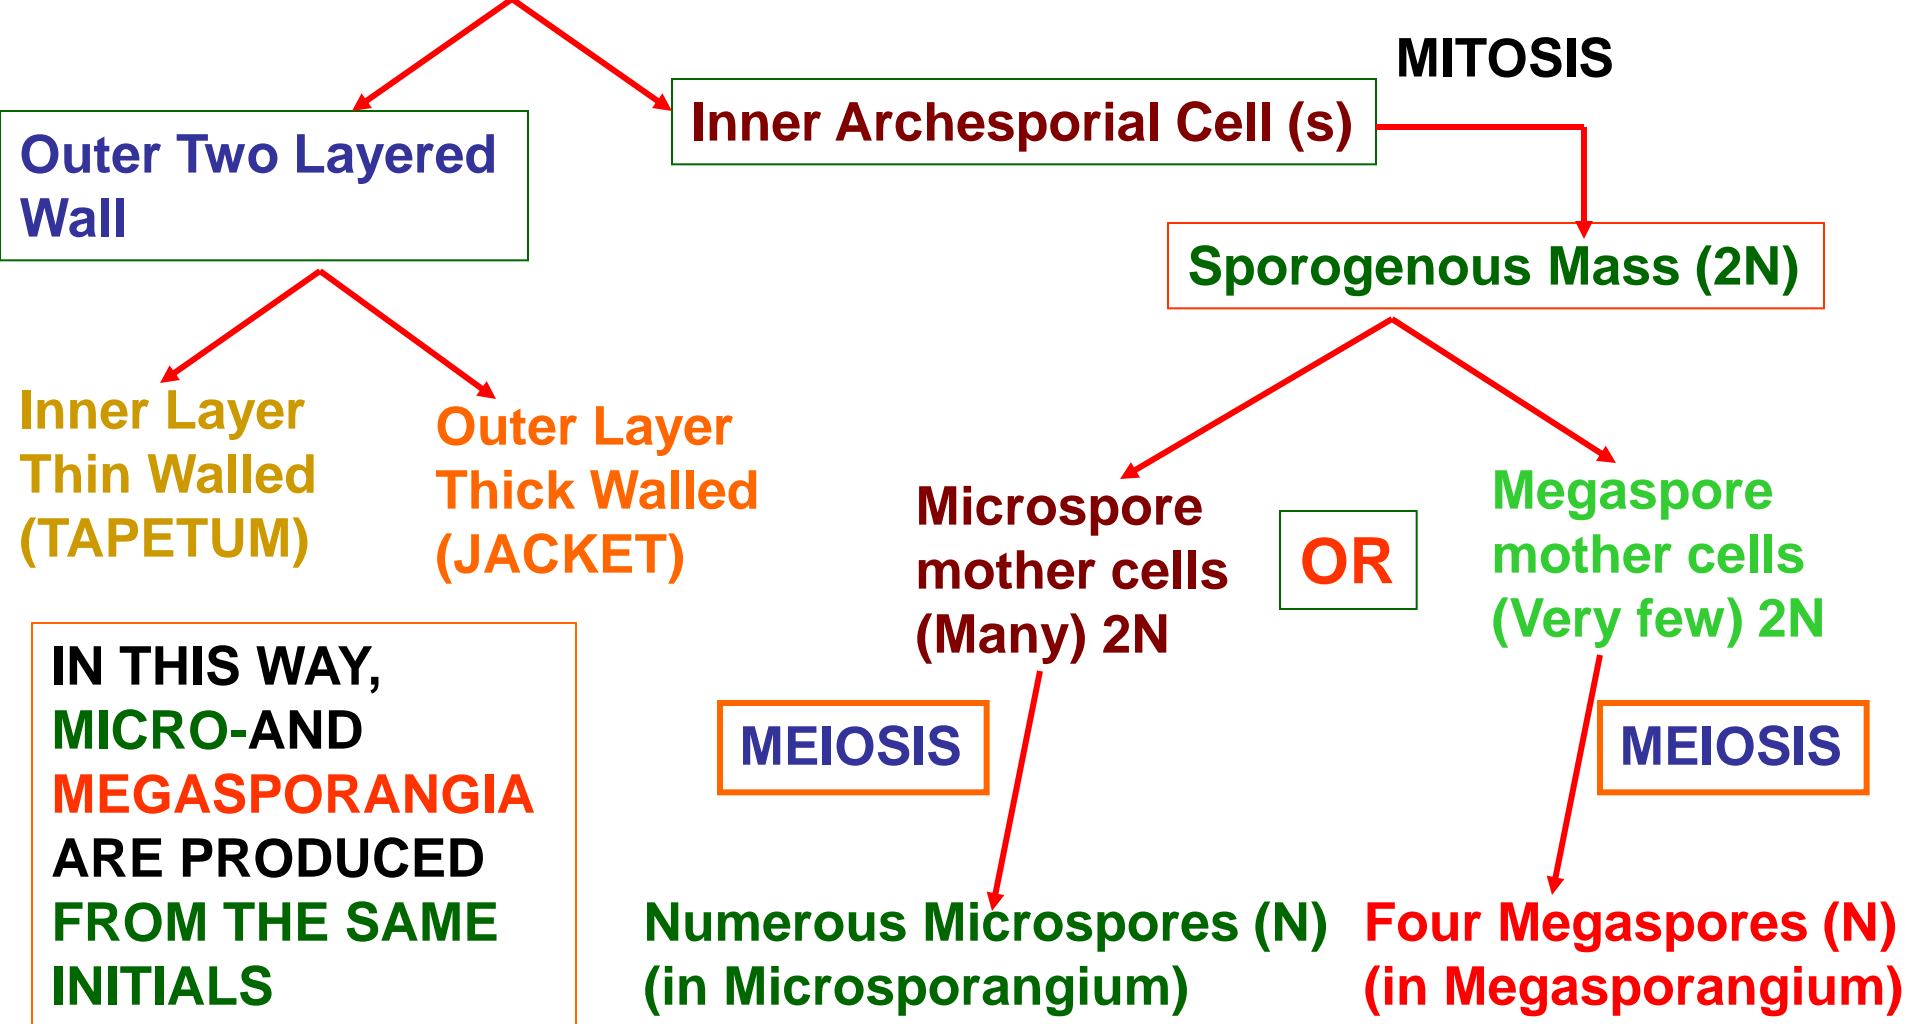 MITOSIS
Inner Archesporial Cell (s)
Outer Two Layered
Wall
Sporogenous Mass (2N)
Inner Layer
Thin Walled
(TAPETUM)
Outer Layer
Thick Walled
(JACKET)
Microspore
mother cells
(Many) 2N
OR
Megaspore
mother cells
(Very few) 2N
IN THIS WAY,
MICRO-AND
MEGASPORANGIA
ARE PRODUCED
FROM THE SAME
INITIALS
MEIOSIS
MEIOSIS
Numerous Microspores (N)
(in Microsporangium)
Four Megaspores (N)
(in Megasporangium)